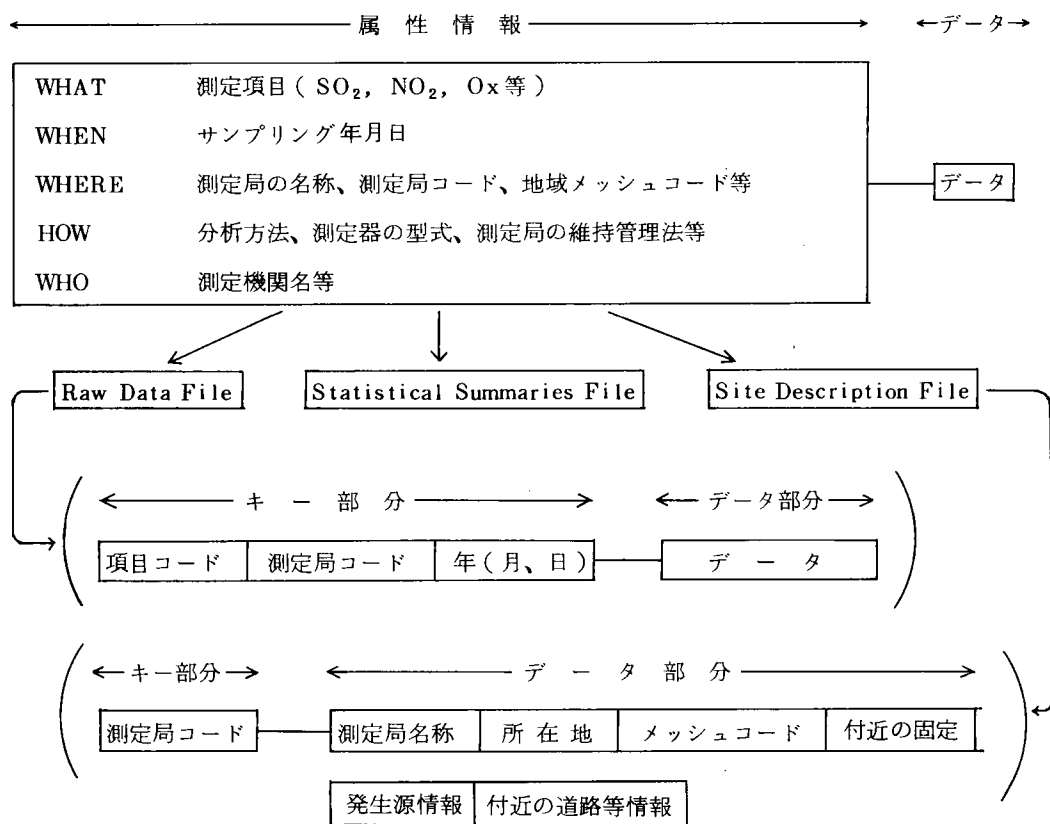 属性情報 データ
WHAT 測定項目(SO₂, NO₂, Ox等)
WHEN サンプリング年月日
WHERE 測定局の名称、測定局コード、地域メッシュコード等
データ
HOW 分析方法、測定器の型式、測定局の維持管理法等
WHO 測定機関名等
Raw Data File Statistical Summaries File Site Description File
キー部分 データ部分
項目コード 測定局コード 年(月、日) データ
キー部分 データ部分
測定局コード 測定局名称 所在地 メッシュコード 付近の固定
発生源情報 付近の道路等情報